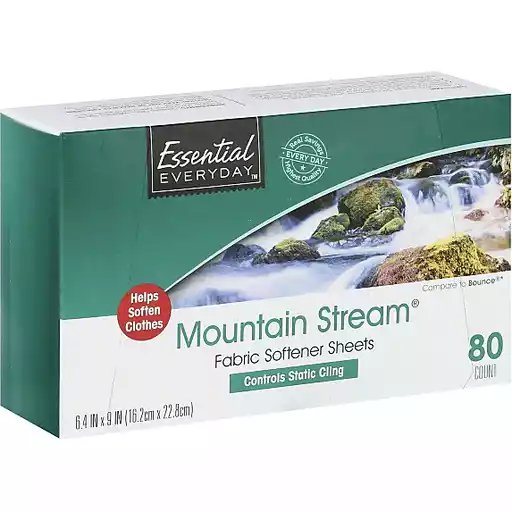 Essential
EVERYDAY™
Real Savings
EVERY DAY
Highest Quality
Compare to Bounce®*
Helps
Soften
Clothes
Mountain Stream®
Fabric Softener Sheets
Controls Static Cling
80
COUNT
6.4 IN x 9 IN (16.2cm x 22.8cm)